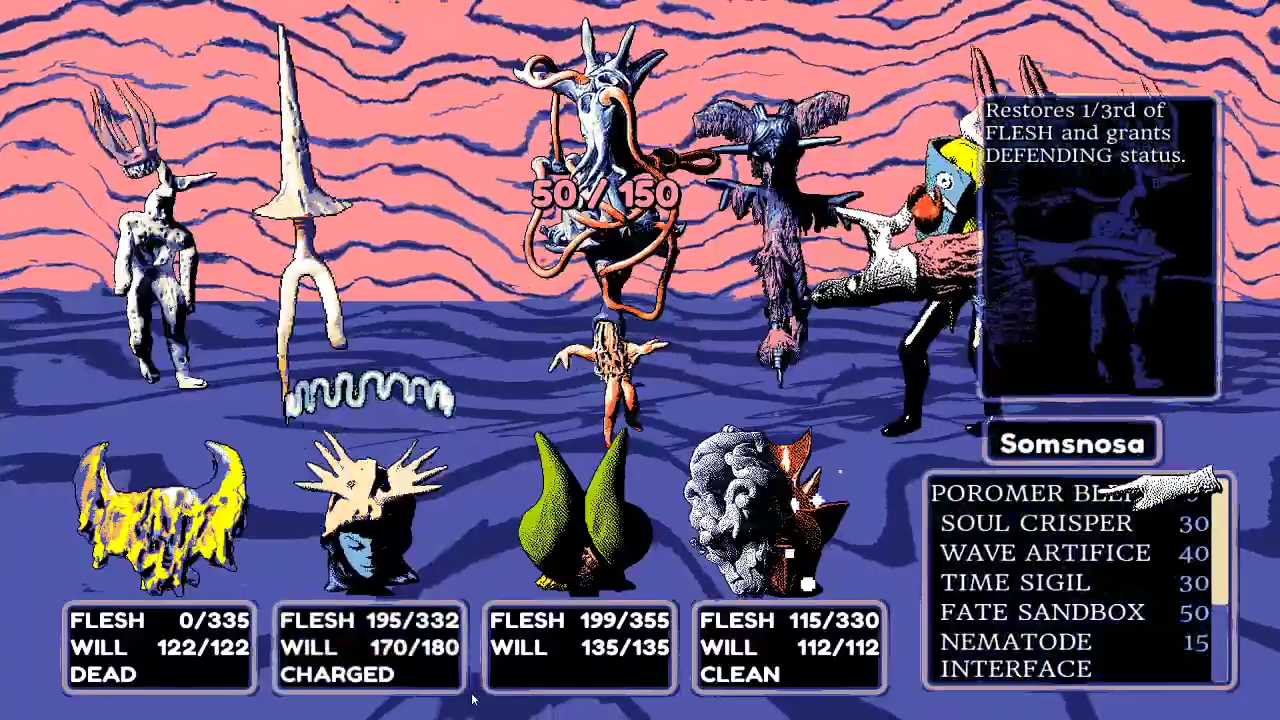 Restores 1/3rd of
FLESH and grants
DEFENDING status.
50 / 150
Somsnosa
POROMER
SOUL CRISPER 30
WAVE ARTIFICE 40
TIME SIGIL 30
FATE SANDBOX 50
NEMATODE 15
INTERFACE
FLESH 0/335
WILL 122/122
DEAD
FLESH 195/332
WILL 170/180
CHARGED
FLESH 199/355
WILL 135/135
FLESH 115/330
WILL 112/112
CLEAN